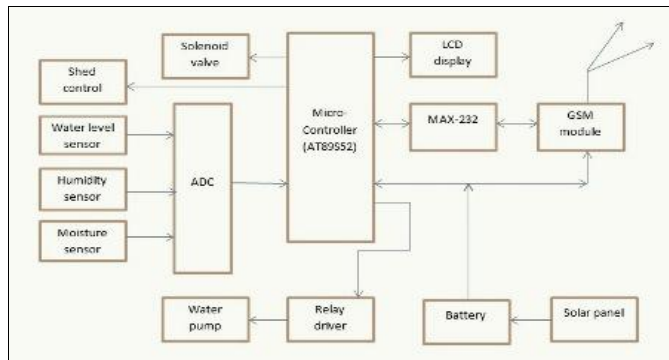 Solenoid
valve
LCD
display
Shed
control
Micro-
Controller
(AT89S52)
MAX-232
GSM
module
Water level
sensor
ADC
Humidity
sensor
Moisture
sensor
Water
pump
Relay
driver
Battery
Solar panel